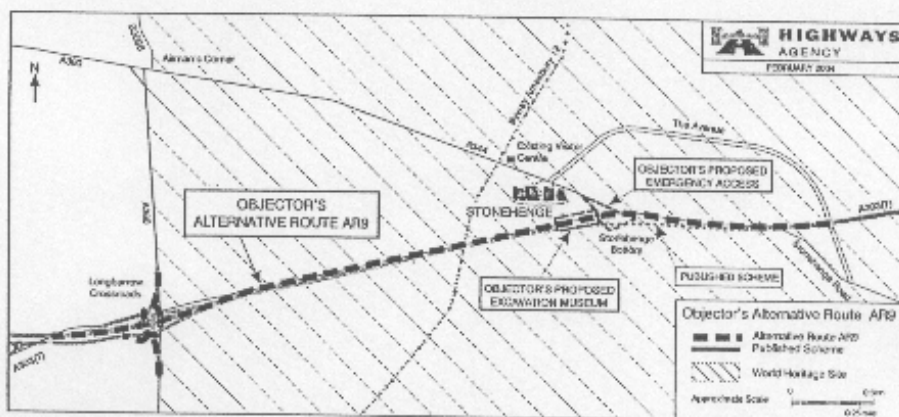 HIGHWAYS
AGENCY
FEBRUARY 2004
N
Airman's Corner
The Avenue
A344
Existing Visitor
Centre
OBJECTOR'S PROPOSED
EMERGENCY ACCESS
STONEHENGE
OBJECTOR'S
ALTERNATIVE ROUTE AR9
A303(T)
Stonehenge
Bottom
PUBLISHED SCHEME
OBJECTOR'S PROPOSED
EXCAVATION MUSEUM
Longbarrow
Crossroads
A303(T)
Objector's Alternative Route AR9
Alternative Route AR9
Published Scheme
World Heritage Site
Approximate Scale
0